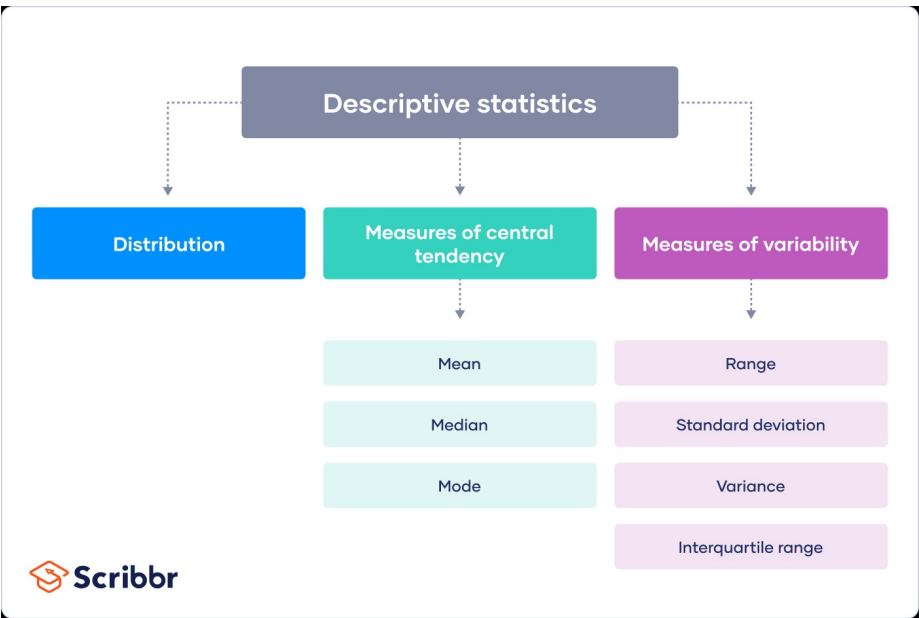 Descriptive statistics
Distribution
Measures of central
tendency
Measures of variability
Mean
Range
Median
Standard deviation
Mode
Variance
Interquartile range
Scribbr